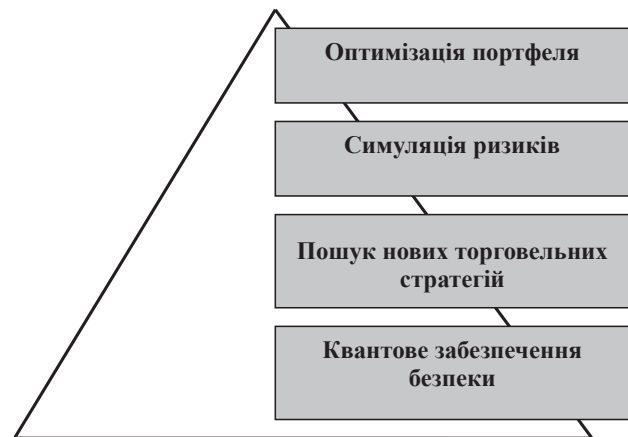 Оптимізація портфеля
Симуляція ризиків
Пошук нових торговельних
стратегій
Квантове забезпечення
безпеки